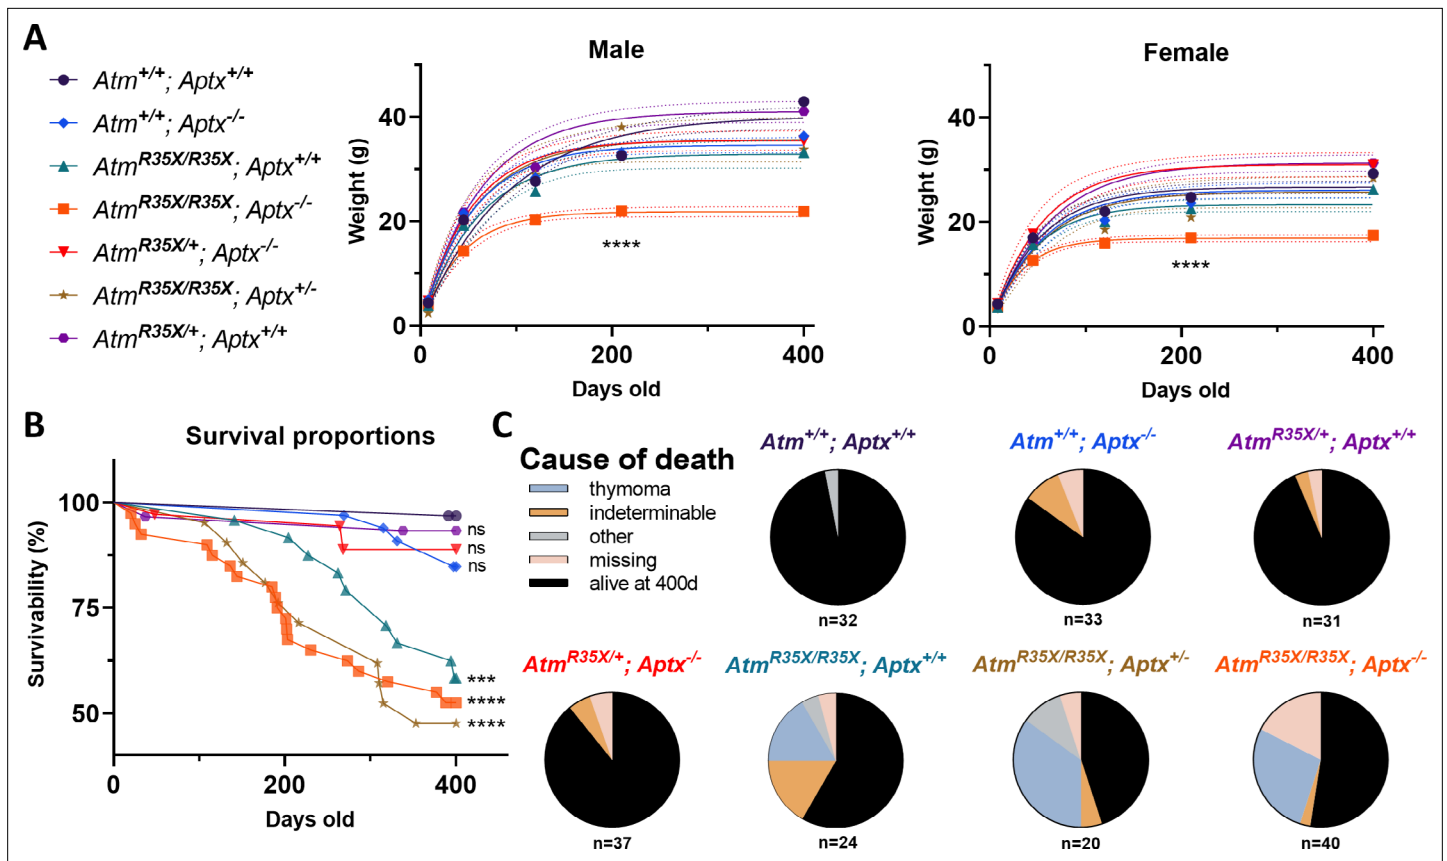 A
Atm+/+; Aptx+/+
Atm+/+; Aptx-/-
AtmR35X/R35X; Aptx+/+
AtmR35X/R35X; Aptx-/-
AtmR35X/+; Aptx-/-
AtmR35X/R35X; Aptx+/-
AtmR35X/+; Aptx+/+
Male
Weight (g)
40
20
0
****
0 200 400
Days old
Female
Weight (g)
40
20
0
****
0 200 400
Days old
B
Survival proportions
Survivability (%)
100
75
50
ns
ns
ns
***
****
****
0 200 400
Days old
C
Cause of death
thymoma
indeterminable
other
missing
alive at 400d
Atm+/+; Aptx+/+
n=32
Atm+/+; Aptx-/-
n=33
AtmR35X/+; Aptx+/+
n=31
AtmR35X/+; Aptx-/-
n=37
AtmR35X/R35X; Aptx+/+
n=24
AtmR35X/R35X; Aptx+/-
n=20
AtmR35X/R35X; Aptx-/-
n=40